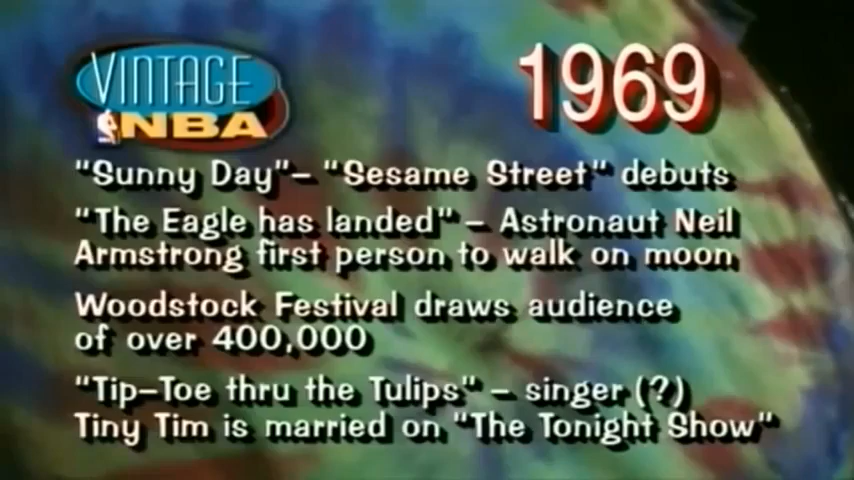 VINTAGE
NBA
1969
"Sunny Day"– "Sesame Street" debuts
"The Eagle has landed" – Astronaut Neil
Armstrong first person to walk on moon
Woodstock Festival draws audience
of over 400,000
"Tip–Toe thru the Tulips" – singer (?)
Tiny Tim is married on "The Tonight Show"